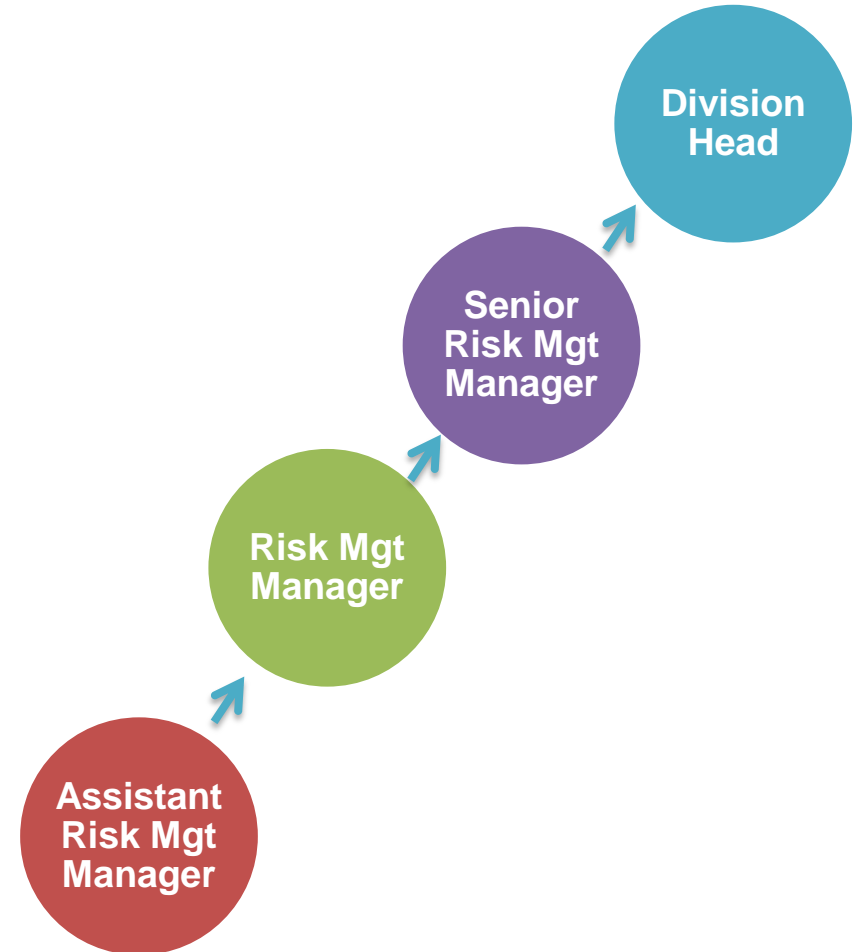 Division
Head
Senior
Risk Mgt
Manager
Risk Mgt
Manager
Assistant
Risk Mgt
Manager